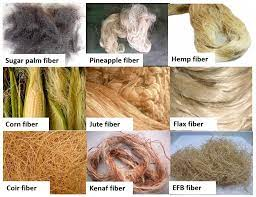 Sugar palm fiber
Pineapple fiber
Hemp fiber
Corn fiber
Jute fiber
Flax fiber
Coir fiber
Kenaf fiber
EFB fiber